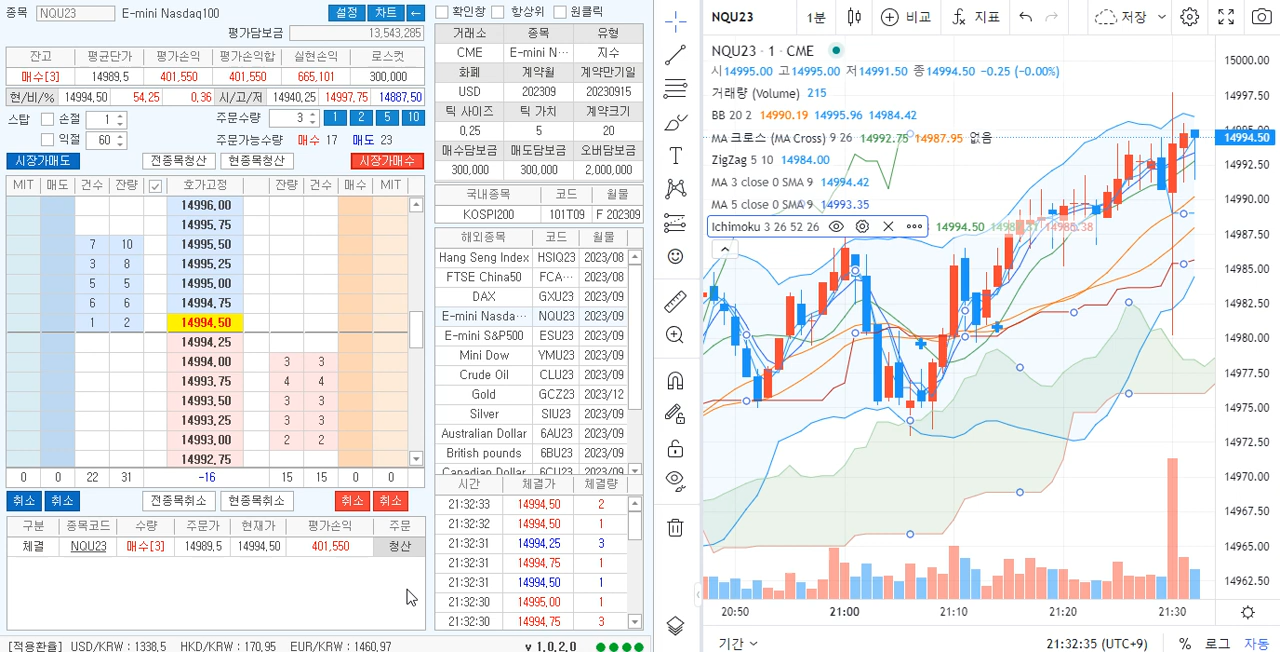 종목 NQU23 E-mini Nasdaq100 설정 차트 ←
평가담보금 13,543,285
잔고 평균단가 평가손익 평가손익합 실현손익 로스컷
매수[3] 14989,5 401,550 401,550 665,101 300,000
현/비/% 14994,50 54,25 0,36 시/고/저 14940,25 14997,75 14887,50
스탑 손절 1 주문수량 3 1 2 5 10
익절 60 주문가능수량 매수 17 매도 23
시장가매도 전종목청산 현종목청산 시장가매수
MIT 매도 건수 잔량 호가고정 잔량 건수 매수 MIT
14996,00
14995,75
7 10 14995,50
3 8 14995,25
5 5 14995,00
6 6 14994,75
1 2 14994,50
14994,25
14994,00 3 3
14993,75 4 4
14993,50 3 3
14993,25 3 3
14993,00 2 2
14992,75
0 0 22 31 -16 15 15 0 0
취소 취소 전종목취소 현종목취소 취소 취소
구분 종목코드 수량 주문가 현재가 평가손익 주문
체결 NQU23 매수[3] 14989,5 14994,50 401,550 청산
[적용환율] USD/KRW : 1338,5 HKD/KRW : 170,95 EUR/KRW : 1460,97 v 1,0,2,0
확인창 항상위 원클릭
거래소 종목 유형
CME E-mini N··· 지수
화폐 계약월 계약만기일
USD 202309 20230915
틱 사이즈 틱 가치 계약크기
0,25 5 20
매수담보금 매도담보금 오버담보금
300,000 300,000 2,000,000
국내종목 코드 월물
KOSPI200 101T09 F 202309
해외종목 코드 월물
Hang Seng Index HSIO23 2023/08
FTSE China50 FCA··· 2023/08
DAX GXU23 2023/09
E-mini Nasda··· NQU23 2023/09
E-mini S&P500 ESU23 2023/09
Mini Dow YMU23 2023/09
Crude Oil CLU23 2023/09
Gold GCZ23 2023/12
Silver SIU23 2023/09
Australian Dollar 6AU23 2023/09
British pounds 6BU23 2023/09
Canadian Dollar 6CU23 2023/09
시간 체결가 체결량
21:32:33 14994,50 2
21:32:32 14994,50 1
21:32:31 14994,25 3
21:32:31 14994,75 1
21:32:31 14994,50 1
21:32:30 14995,00 1
21:32:30 14994,75 3
NQU23 1분 비교 지표 저장
NQU23 · 1 · CME
시14995.00 고14995.00 저14991.50 종14994.50 -0.25 (-0.00%)
거래량 (Volume) 215
BB 20 2 14990.19 14995.96 14984.42
MA 크로스 (MA Cross) 9 26 14992.75 14987.95 없음
ZigZag 5 10 14984.00
MA 3 close 0 SMA 9 14994.42
MA 5 close 0 SMA 9 14993.35
Ichimoku 3 26 52 26 14994.50
15000.00
14997.50
14994.50
14992.50
14990.00
14987.50
14985.00
14982.50
14980.00
14977.50
14975.00
14972.50
14970.00
14967.50
14965.00
14962.50
20:50 21:00 21:10 21:20 21:30
기간 21:32:35 (UTC+9) % 로그 자동